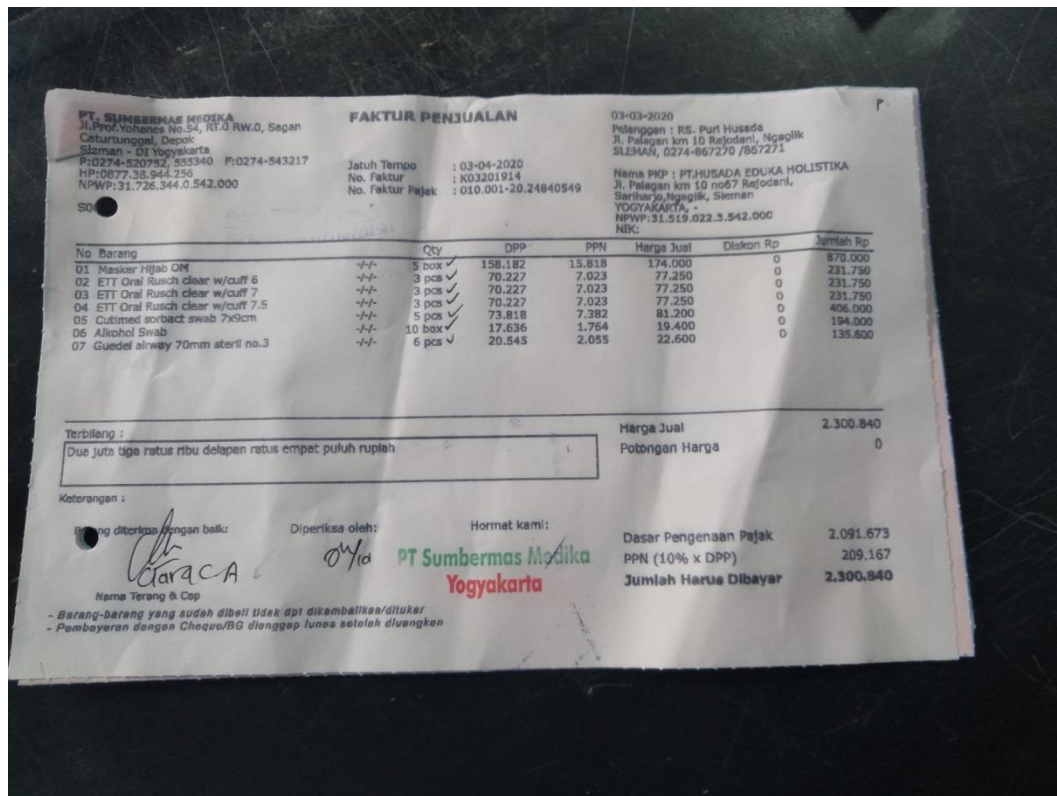 PT. SUMBERMAS MEDIKA
Jl.Prof.Yohanes No.54, RT.0 RW.0, Sagan
Caturtunggal, Depok
Sleman - DI Yogyakarta
P:0274-520752, 555340 F:0274-543217
HP:0877.38.944.256
NPWP:31.726.344.0.542.000
FAKTUR PENJUALAN
Jatuh Tempo : 03-04-2020
No. Faktur : K03201914
No. Faktur Pajak : 010.001-20.24840549
03-03-2020
Pelanggan : RS. Puri Husada
Jl. Palagan km 10 Rejodani, Ngaglik
SLEMAN, 0274-867270 /867271
Nama PKP : PT.HUSADA EDUKA HOLISTIKA
Jl. Palagan km 10 no67 Rejodani,
Sariharjo,Ngaglik, Sleman
YOGYAKARTA, -
NPWP:31.519.022.3.542.000
NIK:
No Barang Qty DPP PPN Harga Jual Diskon Rp Jumlah Rp
01 Masker Hijab OM -/-/- 5 box 158.182 15.818 174.000 0 870.000
02 ETT Oral Rusch clear w/cuff 6 -/-/- 3 pcs 70.227 7.023 77.250 0 231.750
03 ETT Oral Rusch clear w/cuff 7 -/-/- 3 pcs 70.227 7.023 77.250 0 231.750
04 ETT Oral Rusch clear w/cuff 7.5 -/-/- 3 pcs 70.227 7.023 77.250 0 231.750
05 Cutimed sorbact swab 7x9cm -/-/- 5 pcs 73.818 7.382 81.200 0 406.000
06 Alkohol Swab -/-/- 10 box 17.636 1.764 19.400 0 194.000
07 Guedel airway 70mm steril no.3 -/-/- 6 pcs 20.545 2.055 22.600 0 135.600
Terbilang :
Dua juta tiga ratus ribu delapan ratus empat puluh rupiah
Harga Jual 2.300.840
Potongan Harga 0
Keterangan :
diterima dengan baik:
Diperiksa oleh:
Hormat kami:
PT Sumbermas Medika
Yogyakarta
Nama Terang & Cap
Dasar Pengenaan Pajak 2.091.673
PPN (10% x DPP) 209.167
Jumlah Harus Dibayar 2.300.840
- Barang-barang yang sudah dibeli tidak dpt dikembalikan/ditukar
- Pembayaran dengan Cheque/BG dianggap lunas setelah diuangkan